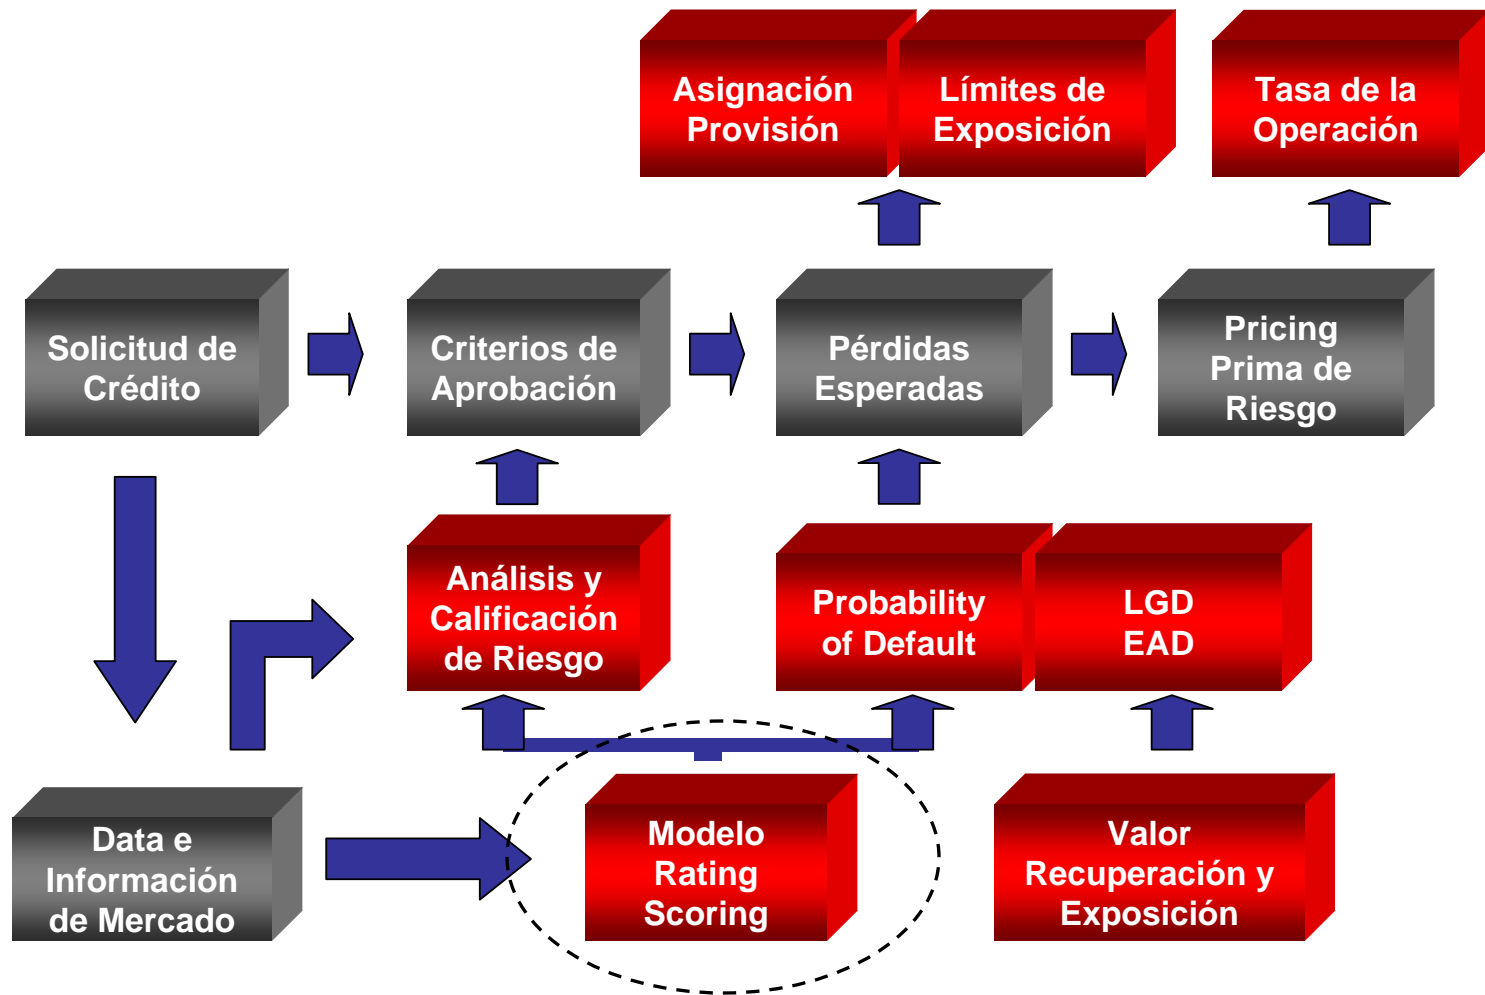 Asignación
Provisión
Límites de
Exposición
Tasa de la
Operación
Solicitud de
Crédito
Criterios de
Aprobación
Pérdidas
Esperadas
Pricing
Prima de
Riesgo
Análisis y
Calificación
de Riesgo
Probability
of Default
LGD
EAD
Data e
Información
de Mercado
Modelo
Rating
Scoring
Valor
Recuperación y
Exposición